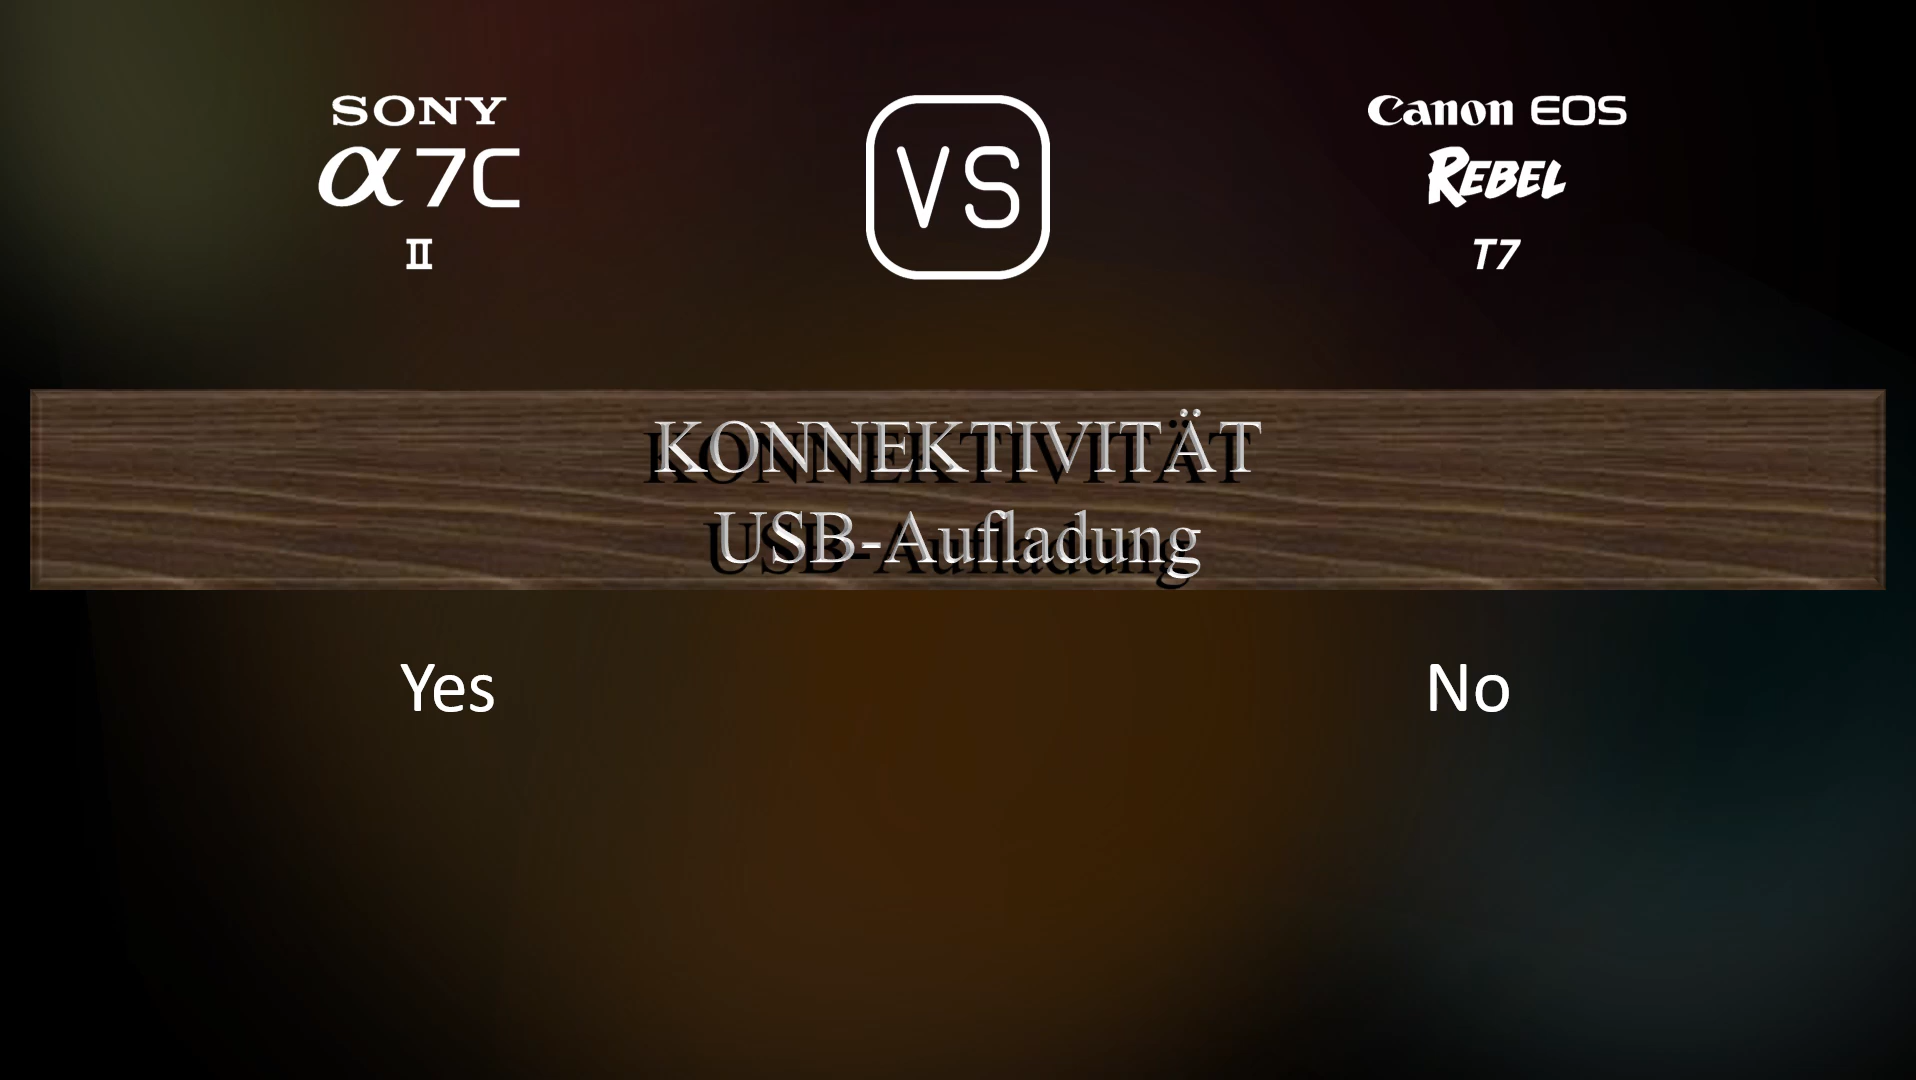 SONY
α7C
II
VS
Canon EOS
REBEL
T7
KONNEKTIVITÄT
USB-Aufladung
Yes
No